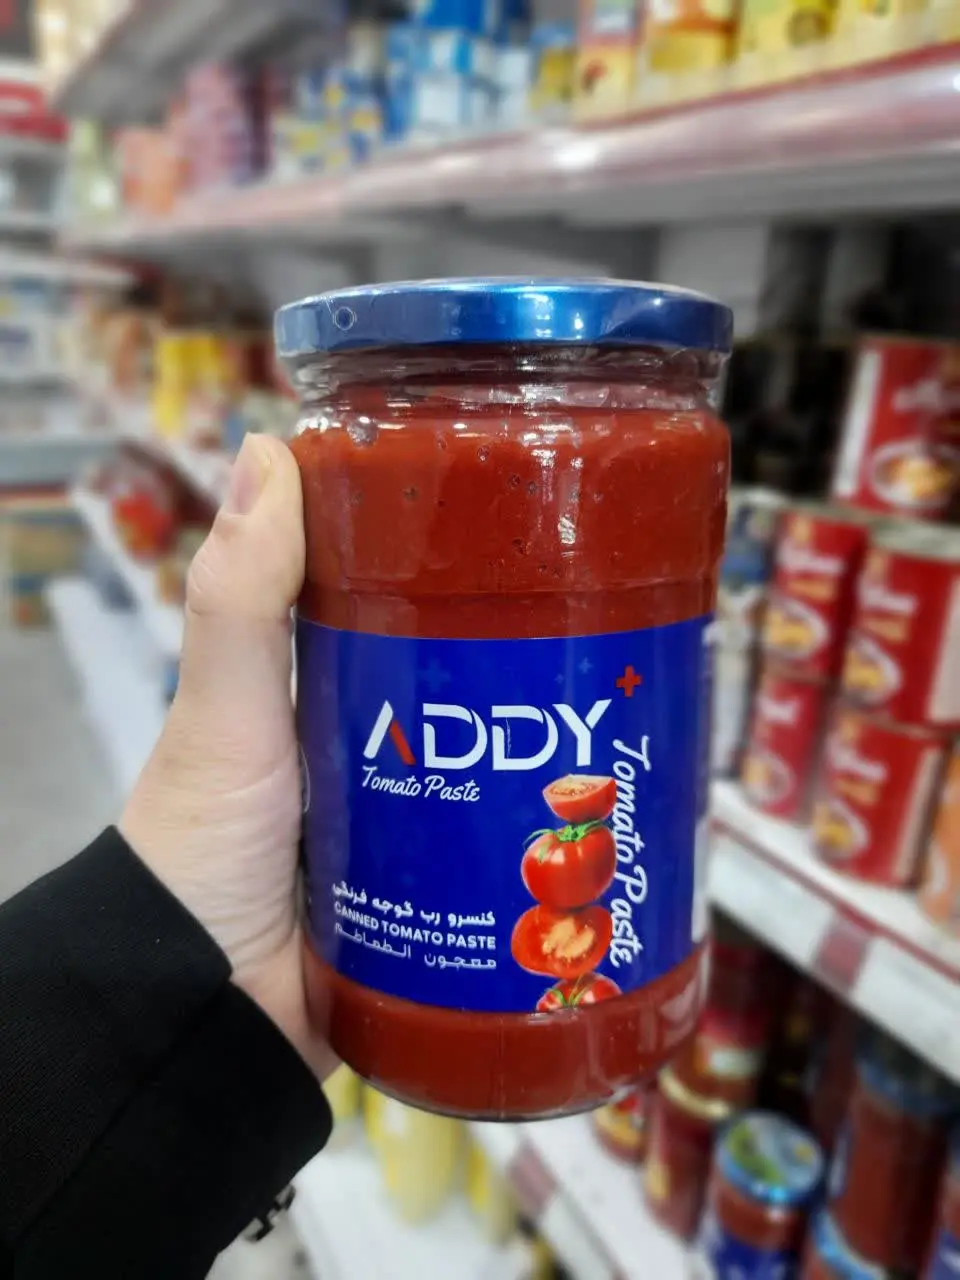 ADDY+
Tomato Paste
Tomato Paste
کنسرو رب گوجه فرنگی
CANNED TOMATO PASTE
معجون الطماطم